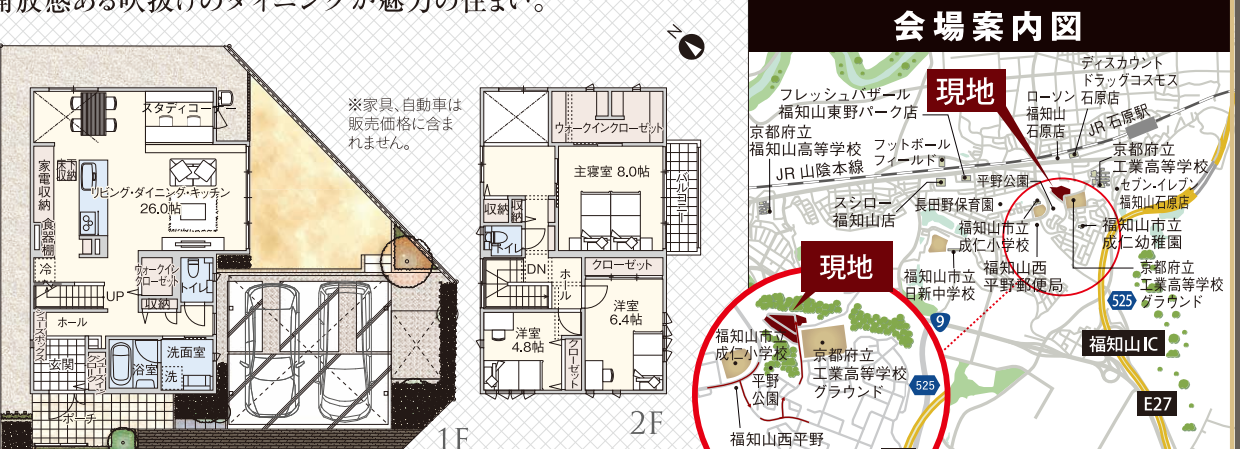 開放感ある吹抜けのダイニングが魅力の住まい。
N
スタディコーナー
※家具、自動車は
販売価格に含ま
れません。
家電収納
床下
収納
リビング・ダイニング・キッチン
26.0帖
食器棚
冷
UP
ウォークイン
クローゼット
トイレ
収納
ホール
シューズボックス
玄関
シューズイン
クローク
浴室
洗面室
洗
ポーチ
1F
ウォークインクローゼット
主寝室 8.0帖
バルコニー
収納
収納
トイレ
DN
ホール
クローゼット
洋室
6.4帖
洋室
4.8帖
クローゼット
2F
会場案内図
現地
ディスカウント
ドラッグコスモス
石原店
フレッシュバザール
福知山東野パーク店
ローソン
福知山
石原店
JR石原駅
京都府立
福知山高等学校
フットボール
フィールド
JR 山陰本線
京都府立
工業高等学校
セブン-イレブン
福知山石原店
平野公園
スシロー
福知山店
長田野保育園
福知山市立
成仁小学校
福知山市立
成仁幼稚園
福知山市立
日新中学校
福知山西
平野郵便局
京都府立
工業高等学校
グラウンド
525
9
福知山IC
E27
現地
福知山市立
成仁小学校
平野
公園
京都府立
工業高等学校
グラウンド
525
福知山西平野